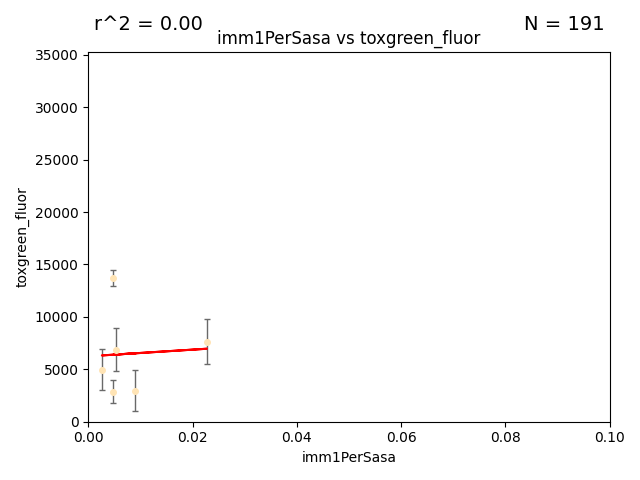 r^2 = 0.00
N = 191
imm1PerSasa vs toxgreen_fluor
toxgreen_fluor
35000
30000
25000
20000
15000
10000
5000
0
0.00
0.02
0.04
0.06
0.08
0.10
imm1PerSasa